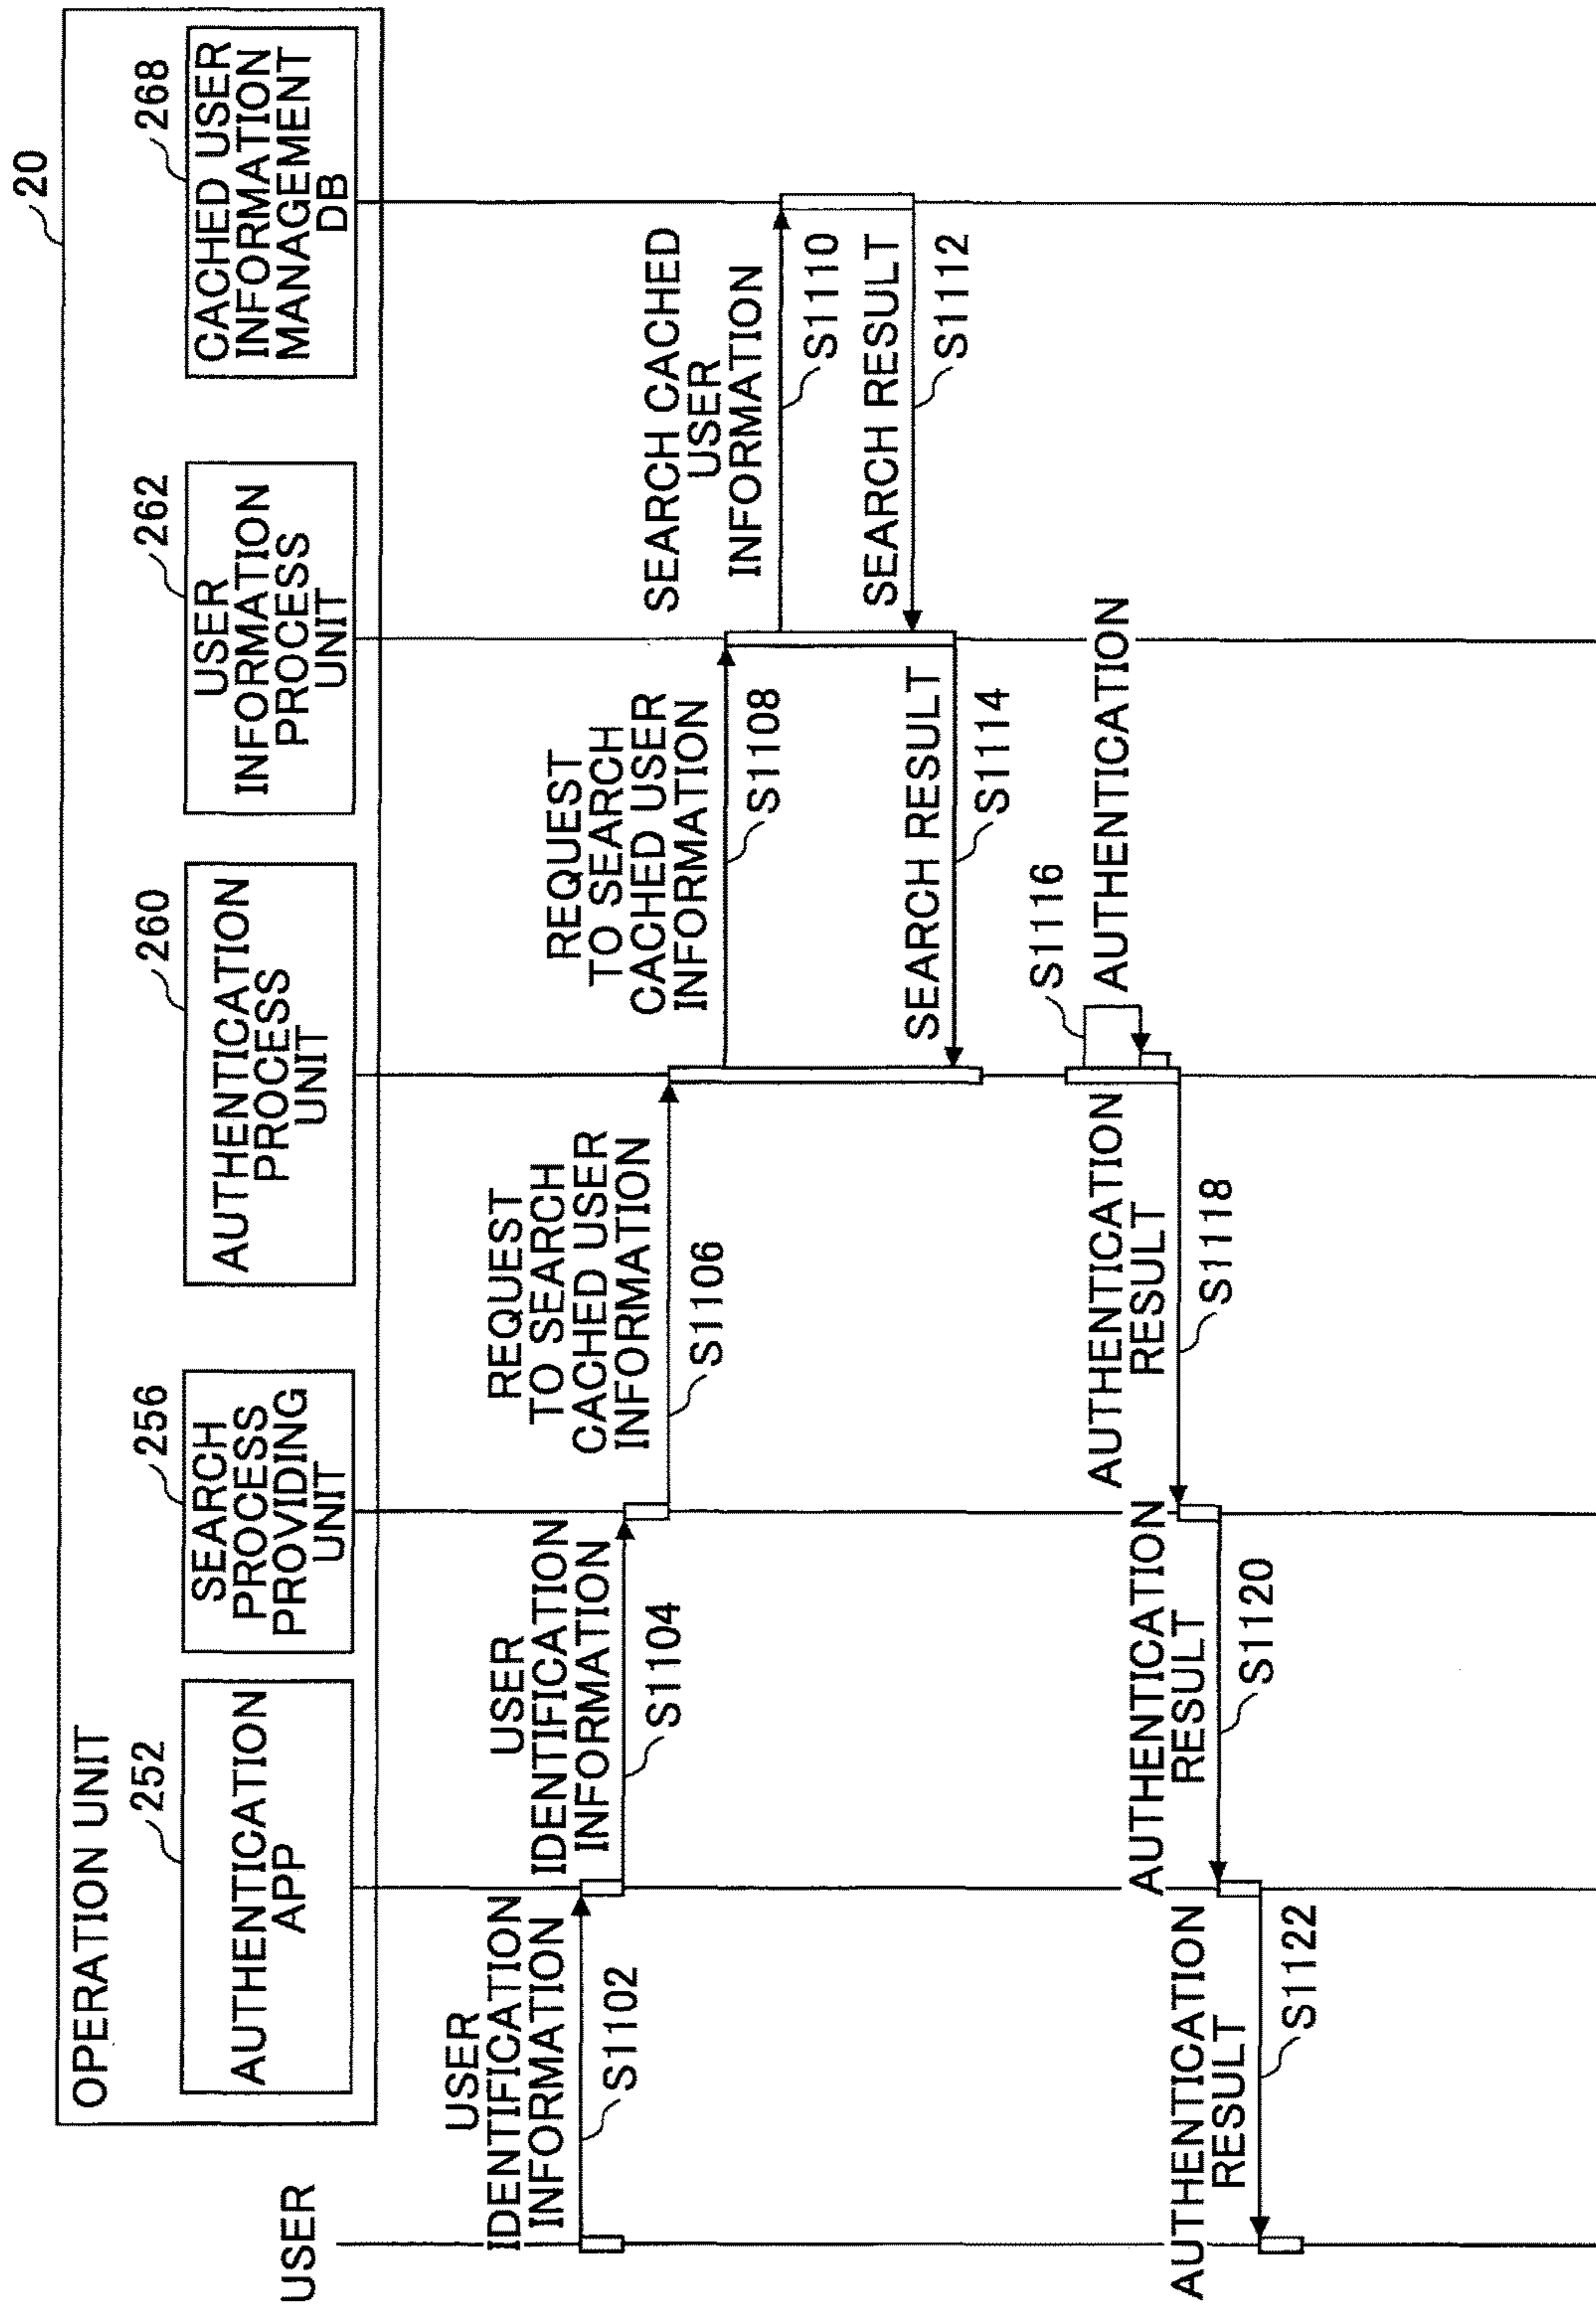 20
OPERATION UNIT
252
AUTHENTICATION
APP
256
SEARCH
PROCESS
PROVIDING
UNIT
260
AUTHENTICATION
PROCESS
UNIT
262
USER
INFORMATION
PROCESS
UNIT
268
CACHED USER
INFORMATION
MANAGEMENT
DB
USER
USER
IDENTIFICATION
INFORMATION
S1102
USER
IDENTIFICATION
INFORMATION
S1104
REQUEST
TO SEARCH
CACHED USER
INFORMATION
S1106
REQUEST
TO SEARCH
CACHED USER
INFORMATION
S1108
SEARCH CACHED
USER
INFORMATION
S1110
SEARCH RESULT
S1112
SEARCH RESULT
S1114
S1116
AUTHENTICATION
AUTHENTICATION
RESULT
S1118
AUTHENTICATION
RESULT
S1120
AUTHENTICATION
RESULT
S1122